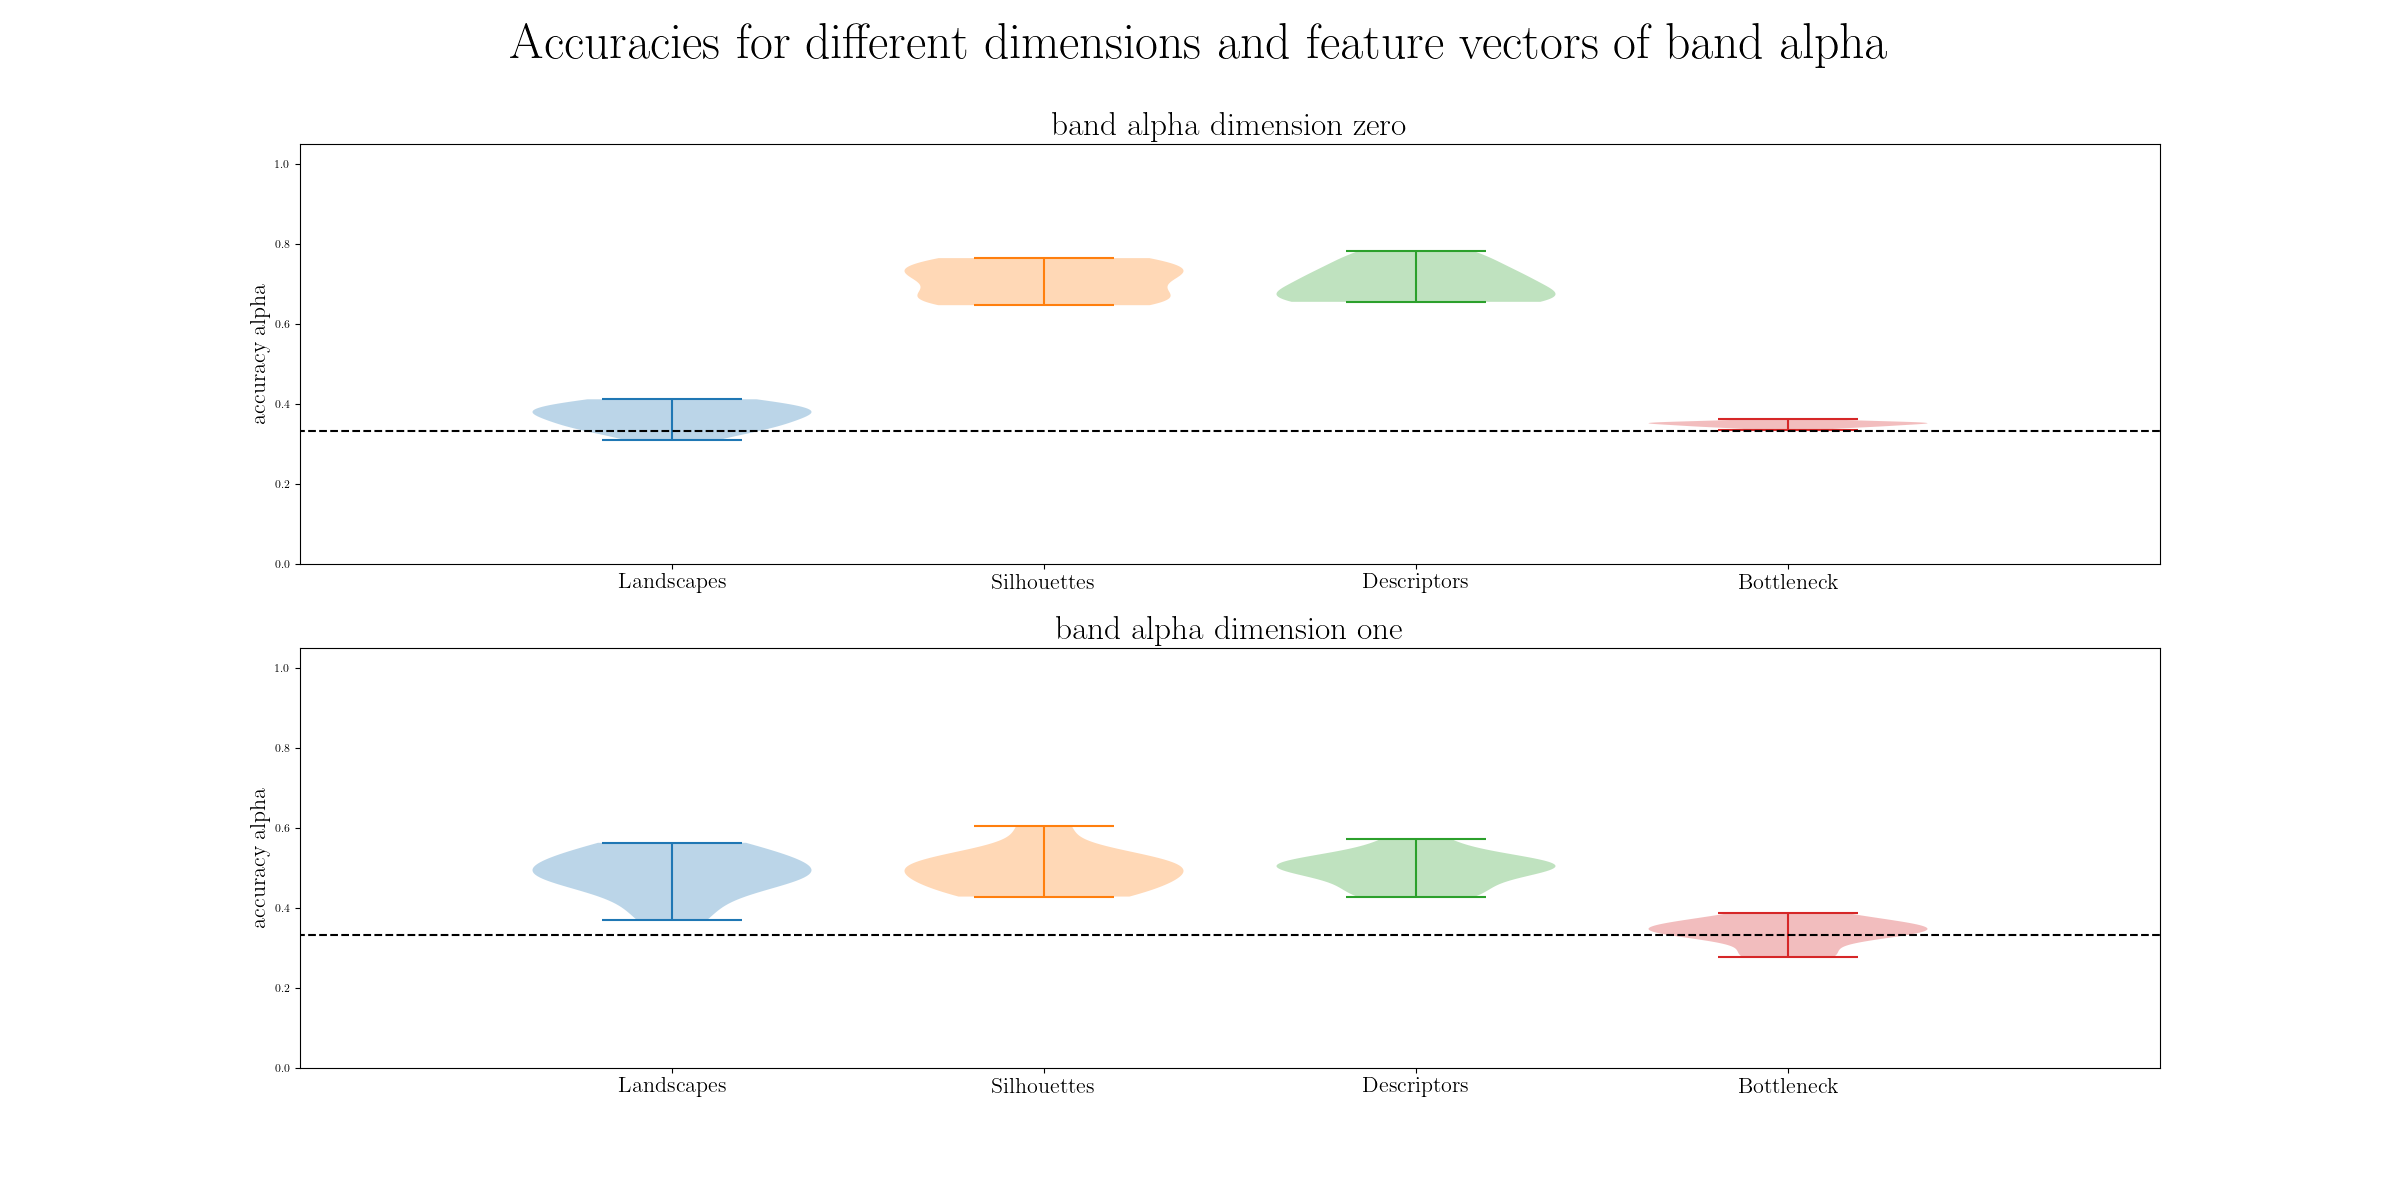 Accuracies for different dimensions and feature vectors of band alpha
band alpha dimension zero
accuracy alpha
1.0
0.8
0.6
0.4
0.2
0.0
Landscapes Silhouettes Descriptors Bottleneck
band alpha dimension one
accuracy alpha
1.0
0.8
0.6
0.4
0.2
0.0
Landscapes Silhouettes Descriptors Bottleneck